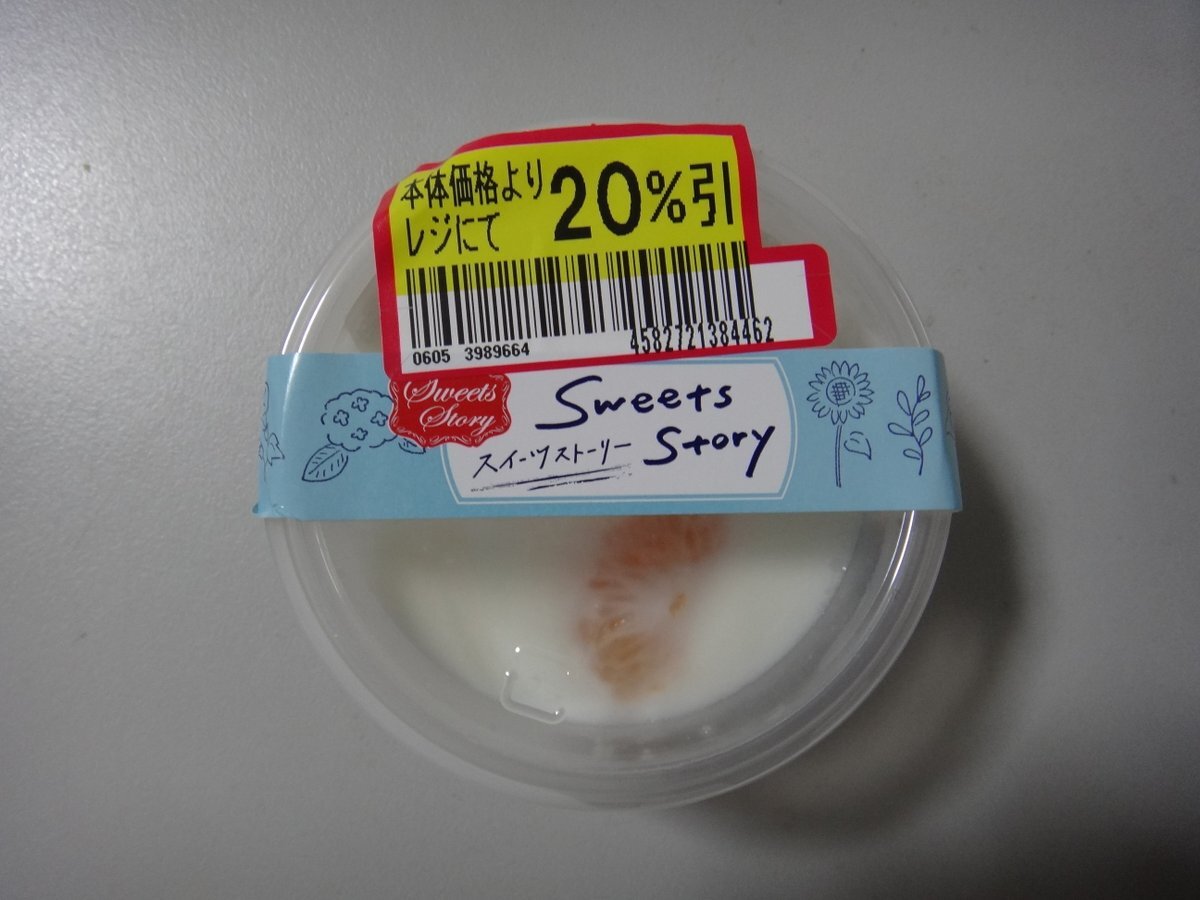 本体価格より
レジにて
20%引
0605 3989664
4582721384462
Sweets
Story
Sweets
Story
スイーツストーリー